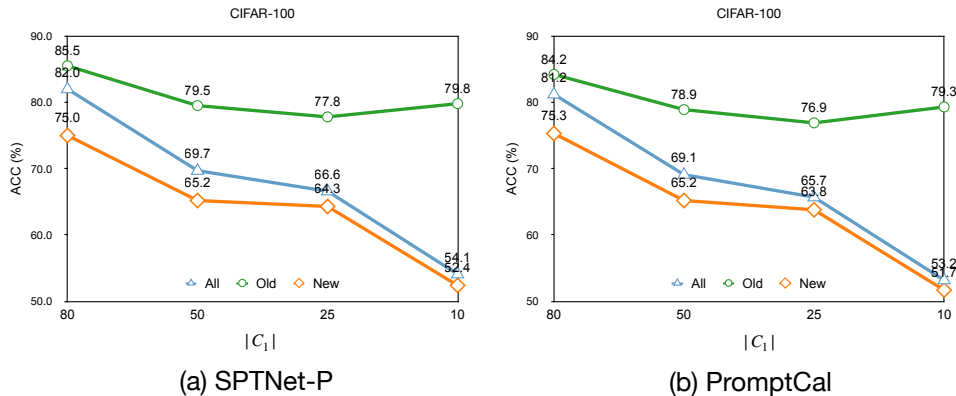 CIFAR-100
90.0
80.0
70.0
60.0
50.0
ACC (%)
85.5
82.0
75.0
79.5
69.7
65.2
77.8
66.6
64.3
79.8
54.1
52.4
All Old New
80 50 25 10
|C1|
(a) SPTNet-P
CIFAR-100
90
80
70
60
50
ACC (%)
84.2
81.2
75.3
78.9
69.1
65.2
76.9
65.7
63.8
79.3
53.2
51.7
All Old New
80 50 25 10
|C1|
(b) PromptCal